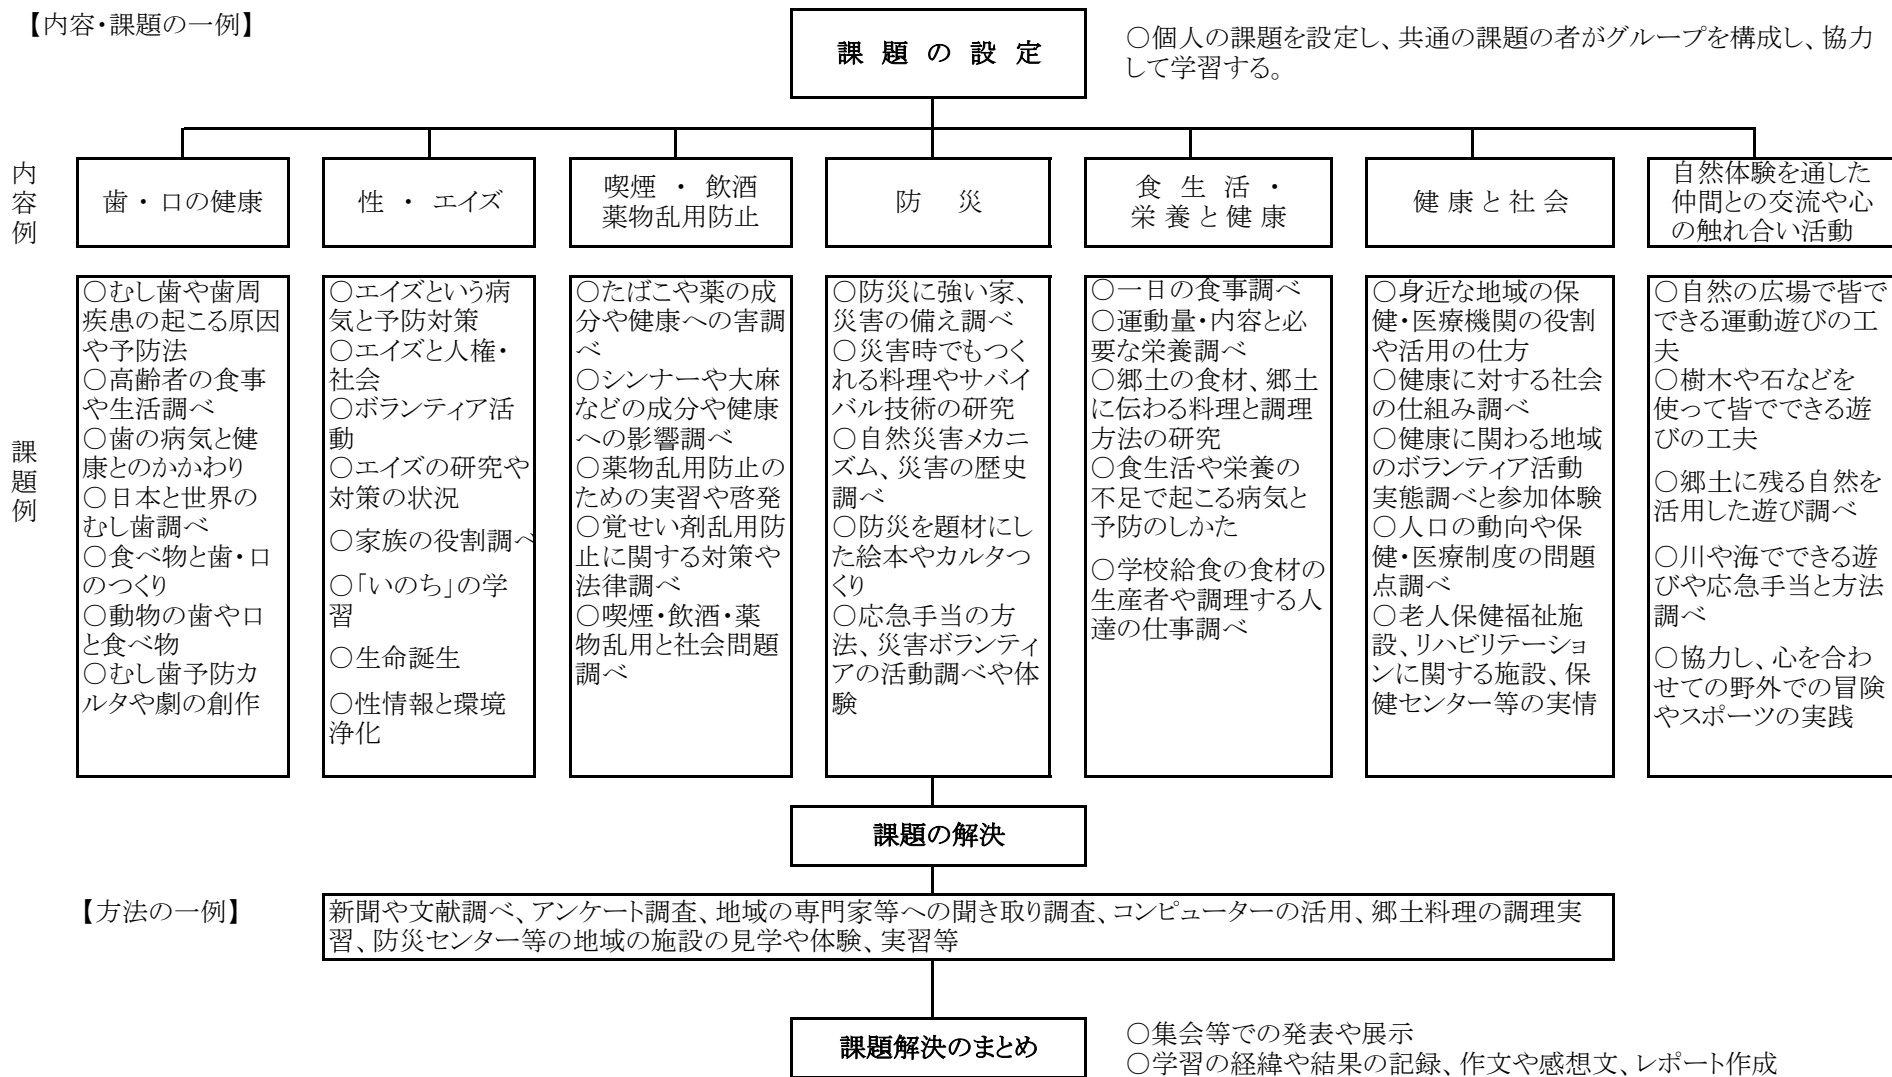 【内容・課題の一例】
課 題 の 設 定
○個人の課題を設定し、共通の課題の者がグループを構成し、協力
して学習する。
内
容
例
歯 ・ 口の健康
性 ・ エイズ
喫煙 ・ 飲酒
薬物乱用防止
防 災
食 生 活 ・
栄 養 と 健 康
健 康 と 社 会
自然体験を通した
仲間との交流や心
の触れ合い活動
課
題
例
○むし歯や歯周
疾患の起こる原因
や予防法
○高齢者の食事
や生活調べ
○歯の病気と健
康とのかかわり
○日本と世界の
むし歯調べ
○食べ物と歯・口
のつくり
○動物の歯や口
と食べ物
○むし歯予防カ
ルタや劇の創作
○エイズという病
気と予防対策
○エイズと人権・
社会
○ボランティア活
動
○エイズの研究や
対策の状況
○家族の役割調べ
○「いのち」の学
習
○生命誕生
○性情報と環境
浄化
○たばこや薬の成
分や健康への害調
べ
○シンナーや大麻
などの成分や健康
への影響調べ
○薬物乱用防止の
ための実習や啓発
○覚せい剤乱用防
止に関する対策や
法律調べ
○喫煙・飲酒・薬
物乱用と社会問題
調べ
○防災に強い家、
災害の備え調べ
○災害時でもつく
れる料理やサバイ
バル技術の研究
○自然災害メカニ
ズム、災害の歴史
調べ
○防災を題材にし
た絵本やカルタつ
くり
○応急手当の方
法、災害ボランティ
アの活動調べや体
験
○一日の食事調べ
○運動量・内容と必
要な栄養調べ
○郷土の食材、郷土
に伝わる料理と調理
方法の研究
○食生活や栄養の
不足で起こる病気と
予防のしかた
○学校給食の食材の
生産者や調理する人
達の仕事調べ
○身近な地域の保
健・医療機関の役割
や活用の仕方
○健康に対する社会
の仕組み調べ
○健康に関わる地域
のボランティア活動
実態調べと参加体験
○人口の動向や保
健・医療制度の問題
点調べ
○老人保健福祉施
設、リハビリテーショ
ンに関する施設、保
健センター等の実情
○自然の広場で皆で
できる運動遊びの工
夫
○樹木や石などを
使って皆でできる遊
びの工夫
○郷土に残る自然を
活用した遊び調べ
○川や海でできる遊
びや応急手当と方法
調べ
○協力し、心を合わ
せての野外での冒険
やスポーツの実践
課題の解決
【方法の一例】
新聞や文献調べ、アンケート調査、地域の専門家等への聞き取り調査、コンピューターの活用、郷土料理の調理実
習、防災センター等の地域の施設の見学や体験、実習等
課題解決のまとめ
○集会等での発表や展示
○学習の経緯や結果の記録、作文や感想文、レポート作成